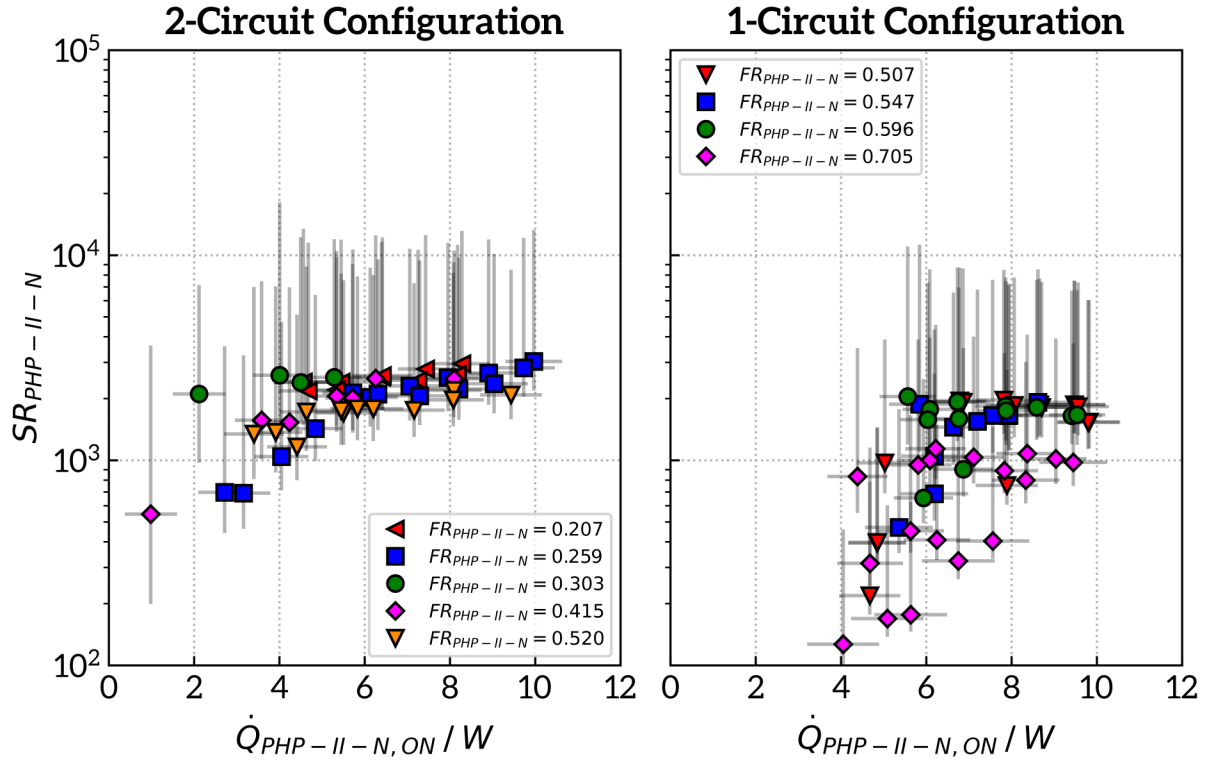 2-Circuit Configuration
1-Circuit Configuration
SR_PHP-II-N
10^5
10^4
10^3
10^2
FR_PHP-II-N = 0.207
FR_PHP-II-N = 0.259
FR_PHP-II-N = 0.303
FR_PHP-II-N = 0.415
FR_PHP-II-N = 0.520
0 2 4 6 8 10 12
Q̇_PHP-II-N, ON / W
FR_PHP-II-N = 0.507
FR_PHP-II-N = 0.547
FR_PHP-II-N = 0.596
FR_PHP-II-N = 0.705
0 2 4 6 8 10 12
Q̇_PHP-II-N, ON / W